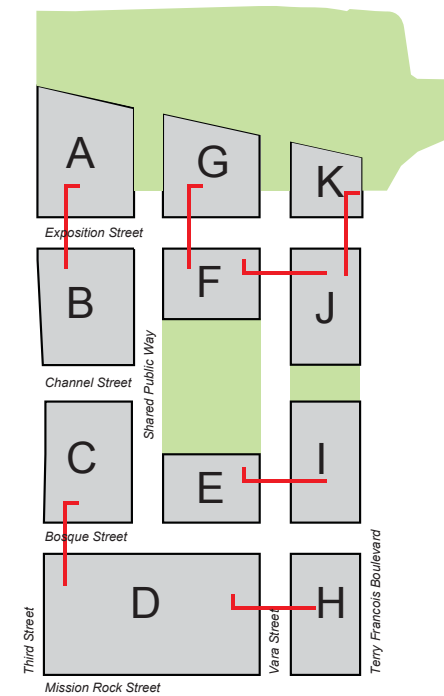 A
G
K
Exposition Street
B
F
J
Shared Public Way
Channel Street
C
E
I
Bosque Street
D
H
Third Street
Vara Street
Terry Francois Boulevard
Mission Rock Street